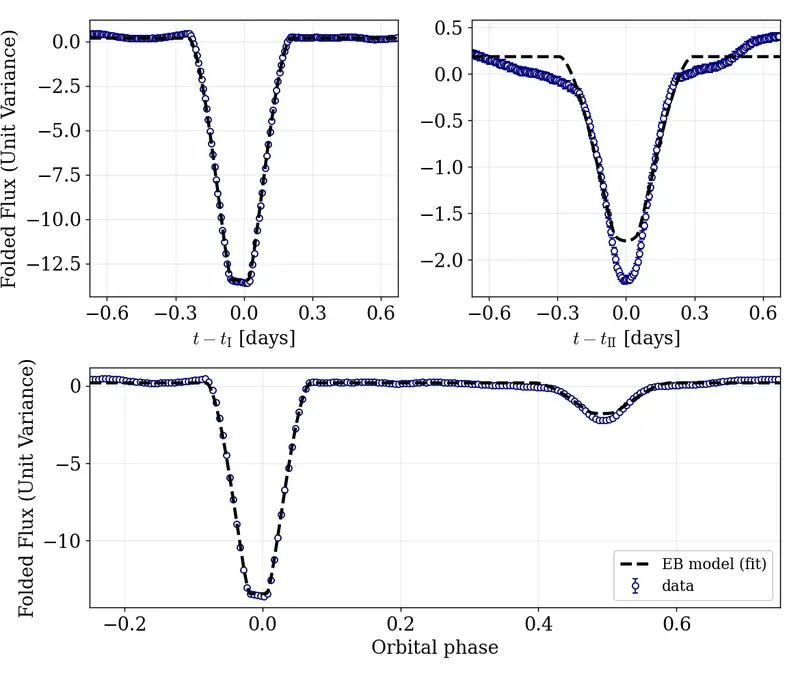 Folded Flux (Unit Variance)
0.0
−2.5
−5.0
−7.5
−10.0
−12.5
−0.6 −0.3 0.0 0.3 0.6
t − tI [days]
0.5
0.0
−0.5
−1.0
−1.5
−2.0
−0.6 −0.3 0.0 0.3 0.6
t − tII [days]
Folded Flux (Unit Variance)
0
−5
−10
−0.2 0.0 0.2 0.4 0.6
Orbital phase
EB model (fit)
data